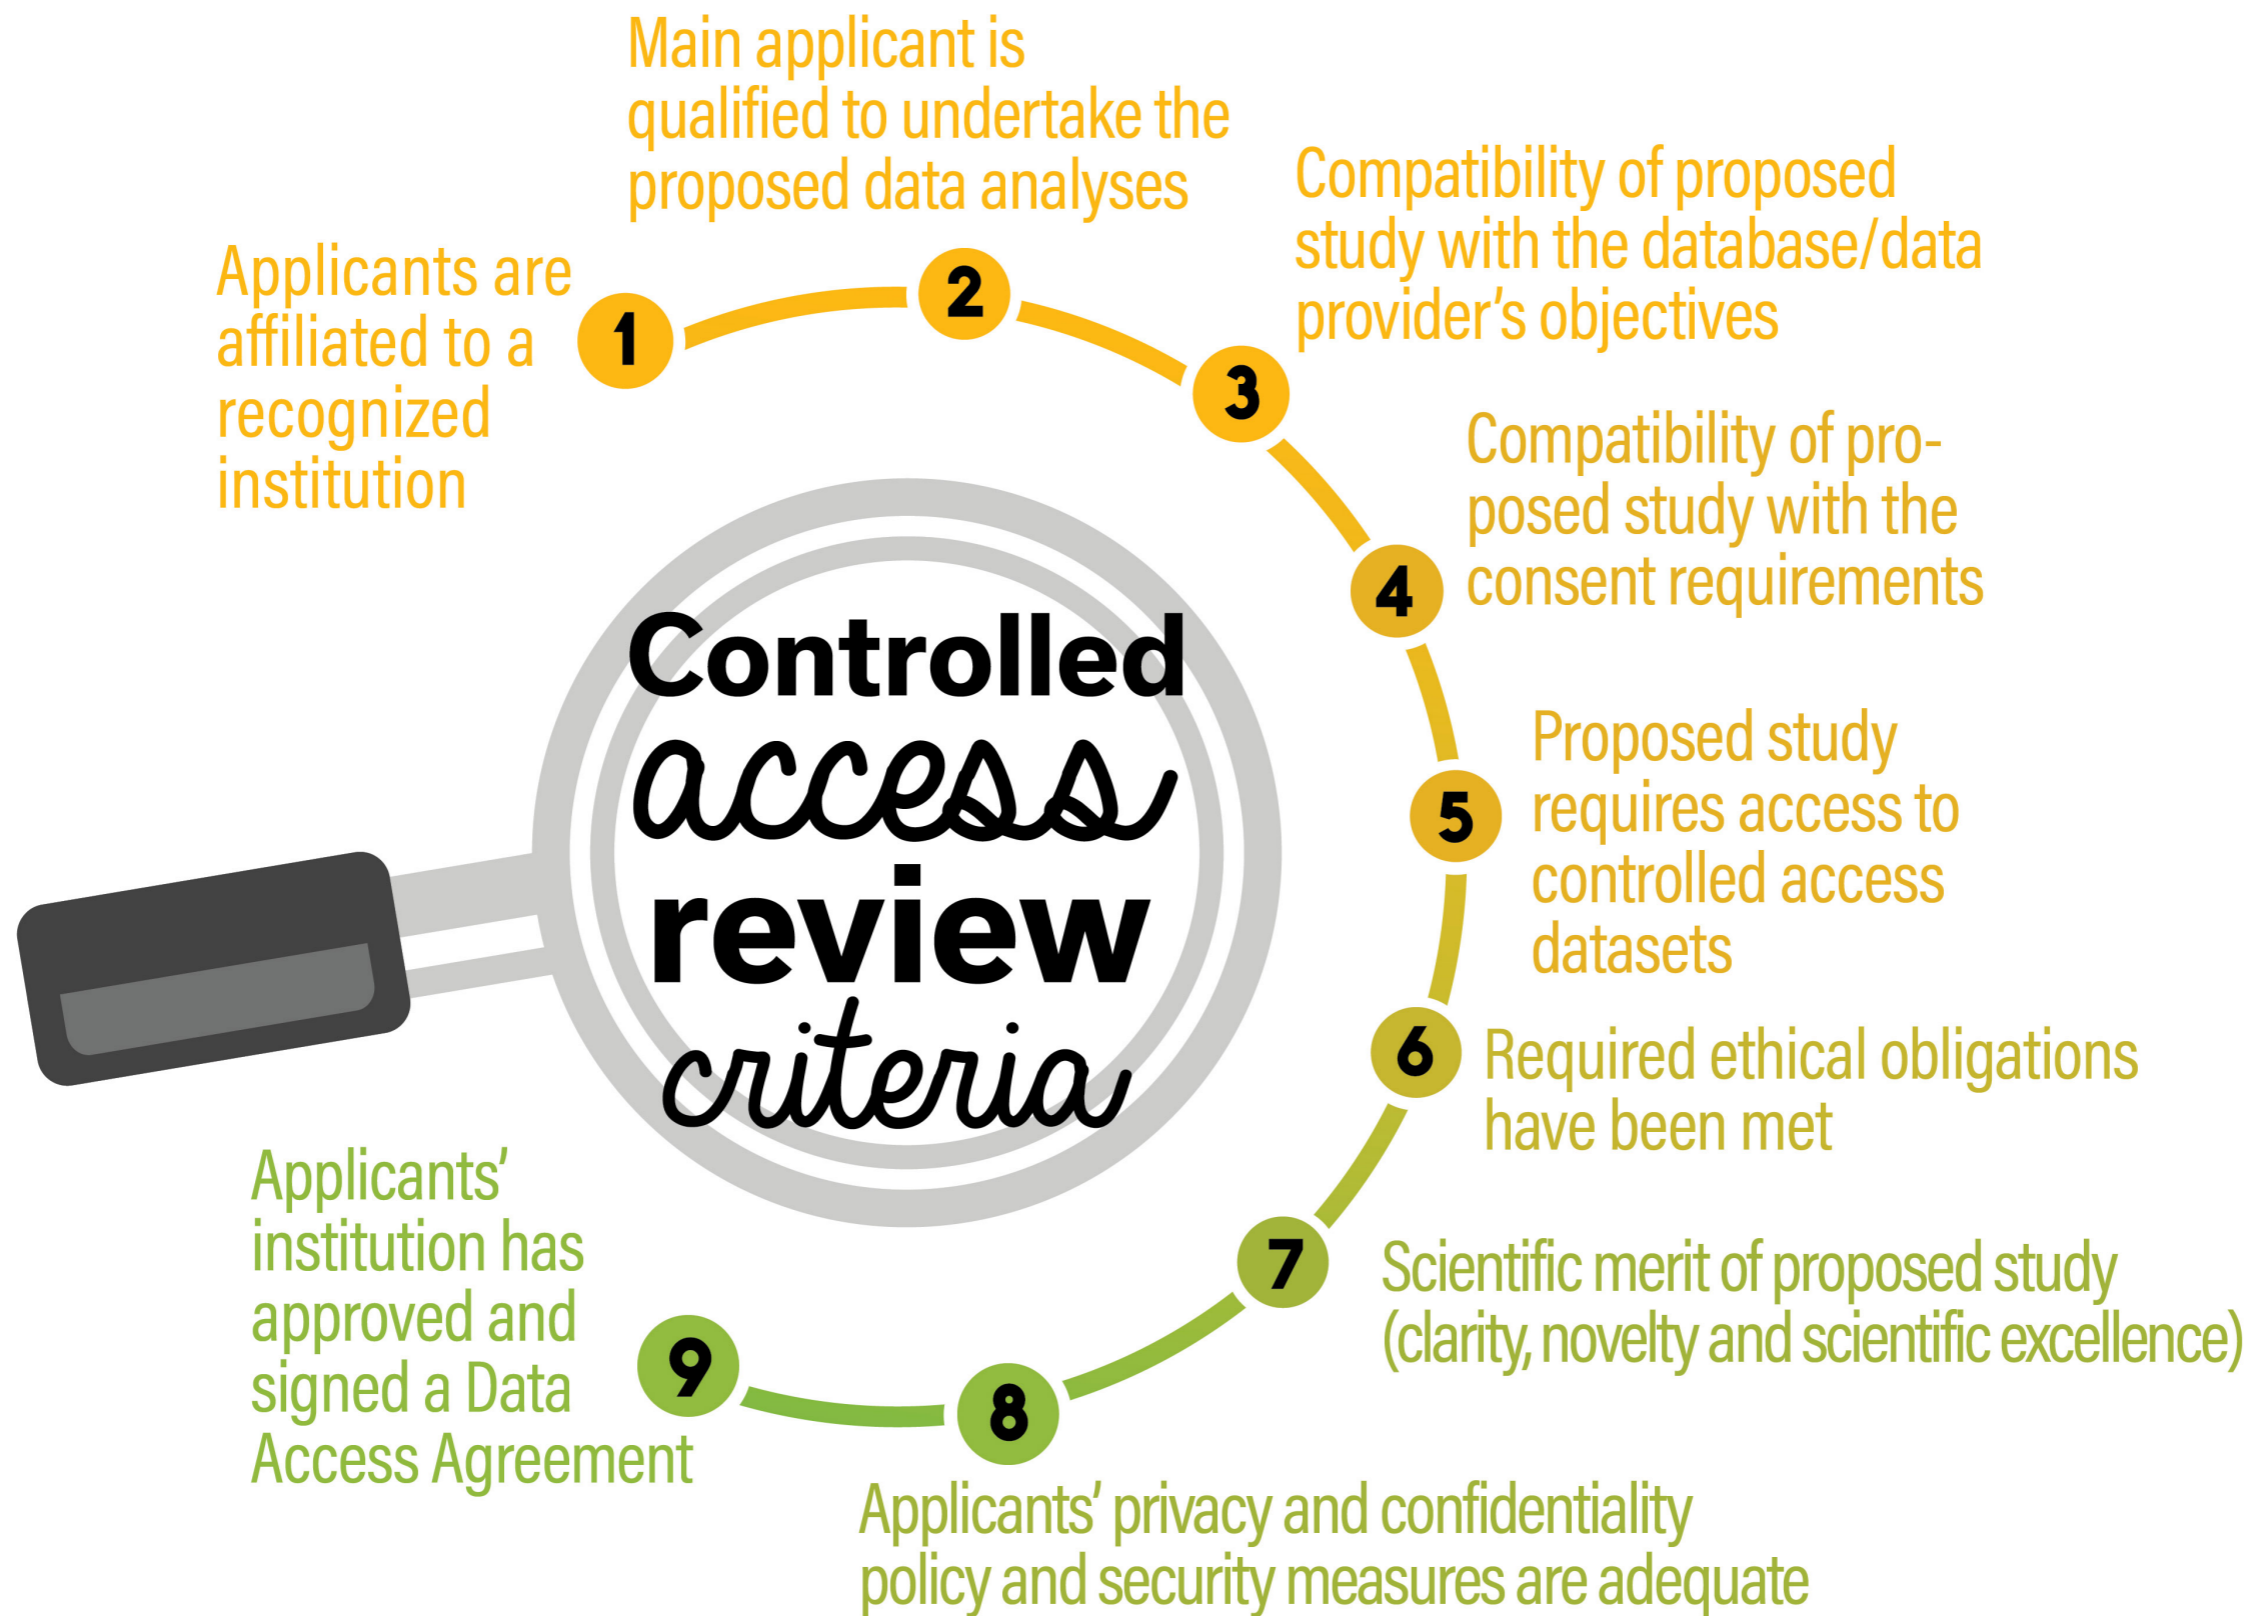 Controlled
access
review
criteria
1
Applicants are
affiliated to a
recognized
institution
2
Main applicant is
qualified to undertake the
proposed data analyses
3
Compatibility of proposed
study with the database/data
provider’s objectives
4
Compatibility of pro-
posed study with the
consent requirements
5
Proposed study
requires access to
controlled access
datasets
6
Required ethical obligations
have been met
7
Scientific merit of proposed study
(clarity, novelty and scientific excellence)
8
Applicants’ privacy and confidentiality
policy and security measures are adequate
9
Applicants’
institution has
approved and
signed a Data
Access Agreement